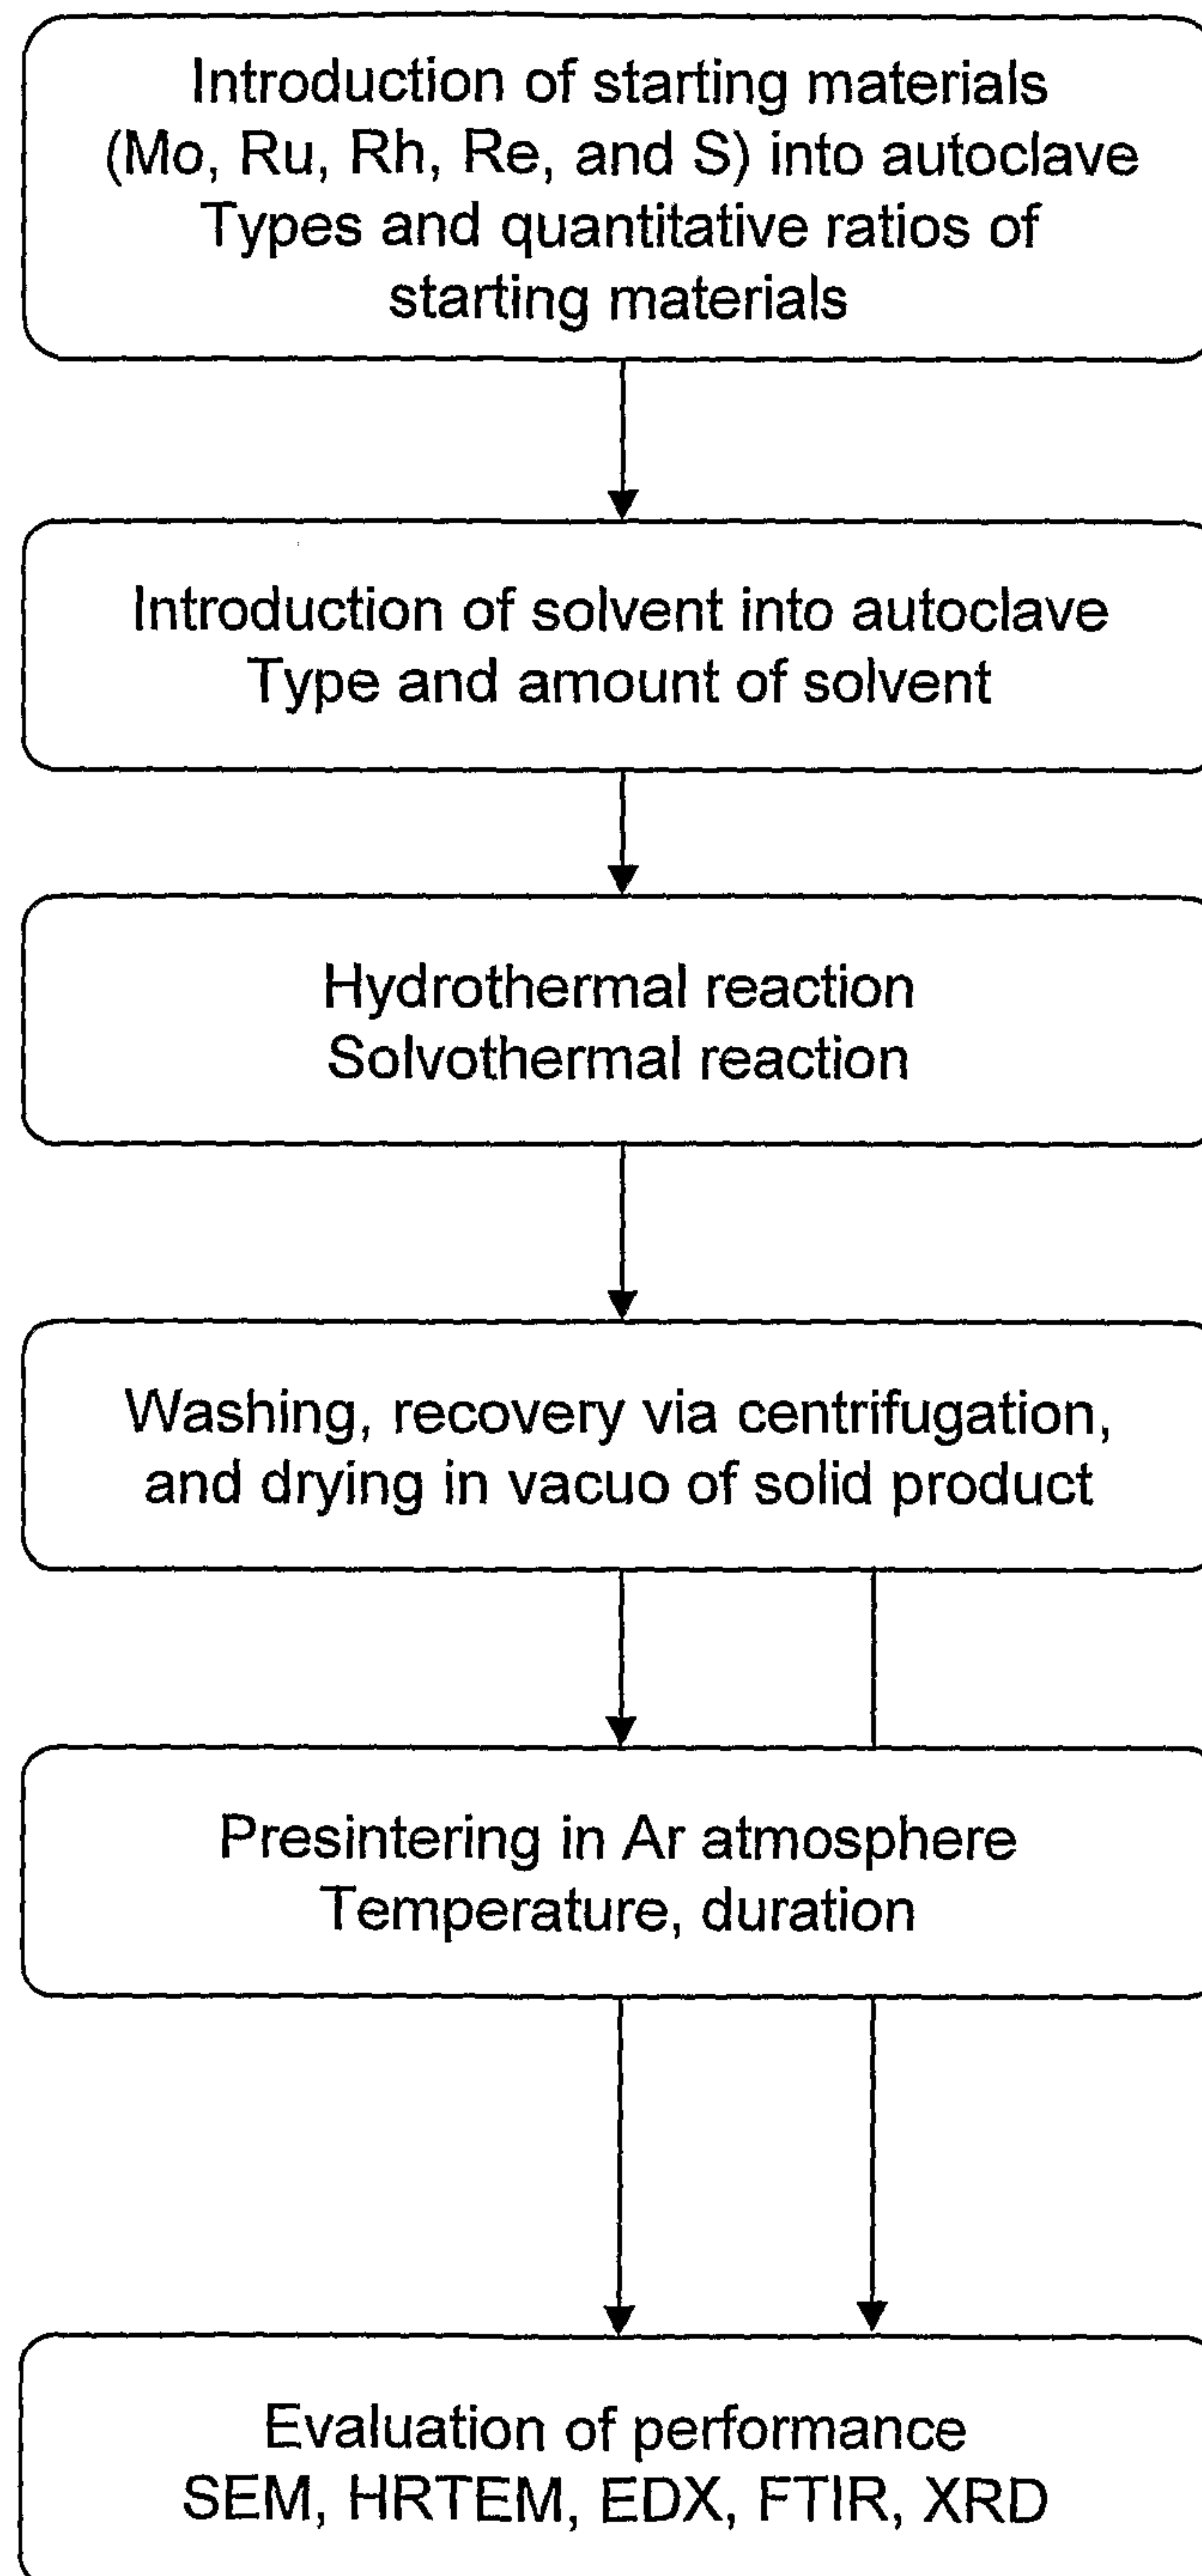 Introduction of starting materials
(Mo, Ru, Rh, Re, and S) into autoclave
Types and quantitative ratios of
starting materials
Introduction of solvent into autoclave
Type and amount of solvent
Hydrothermal reaction
Solvothermal reaction
Washing, recovery via centrifugation,
and drying in vacuo of solid product
Presintering in Ar atmosphere
Temperature, duration
Evaluation of performance
SEM, HRTEM, EDX, FTIR, XRD